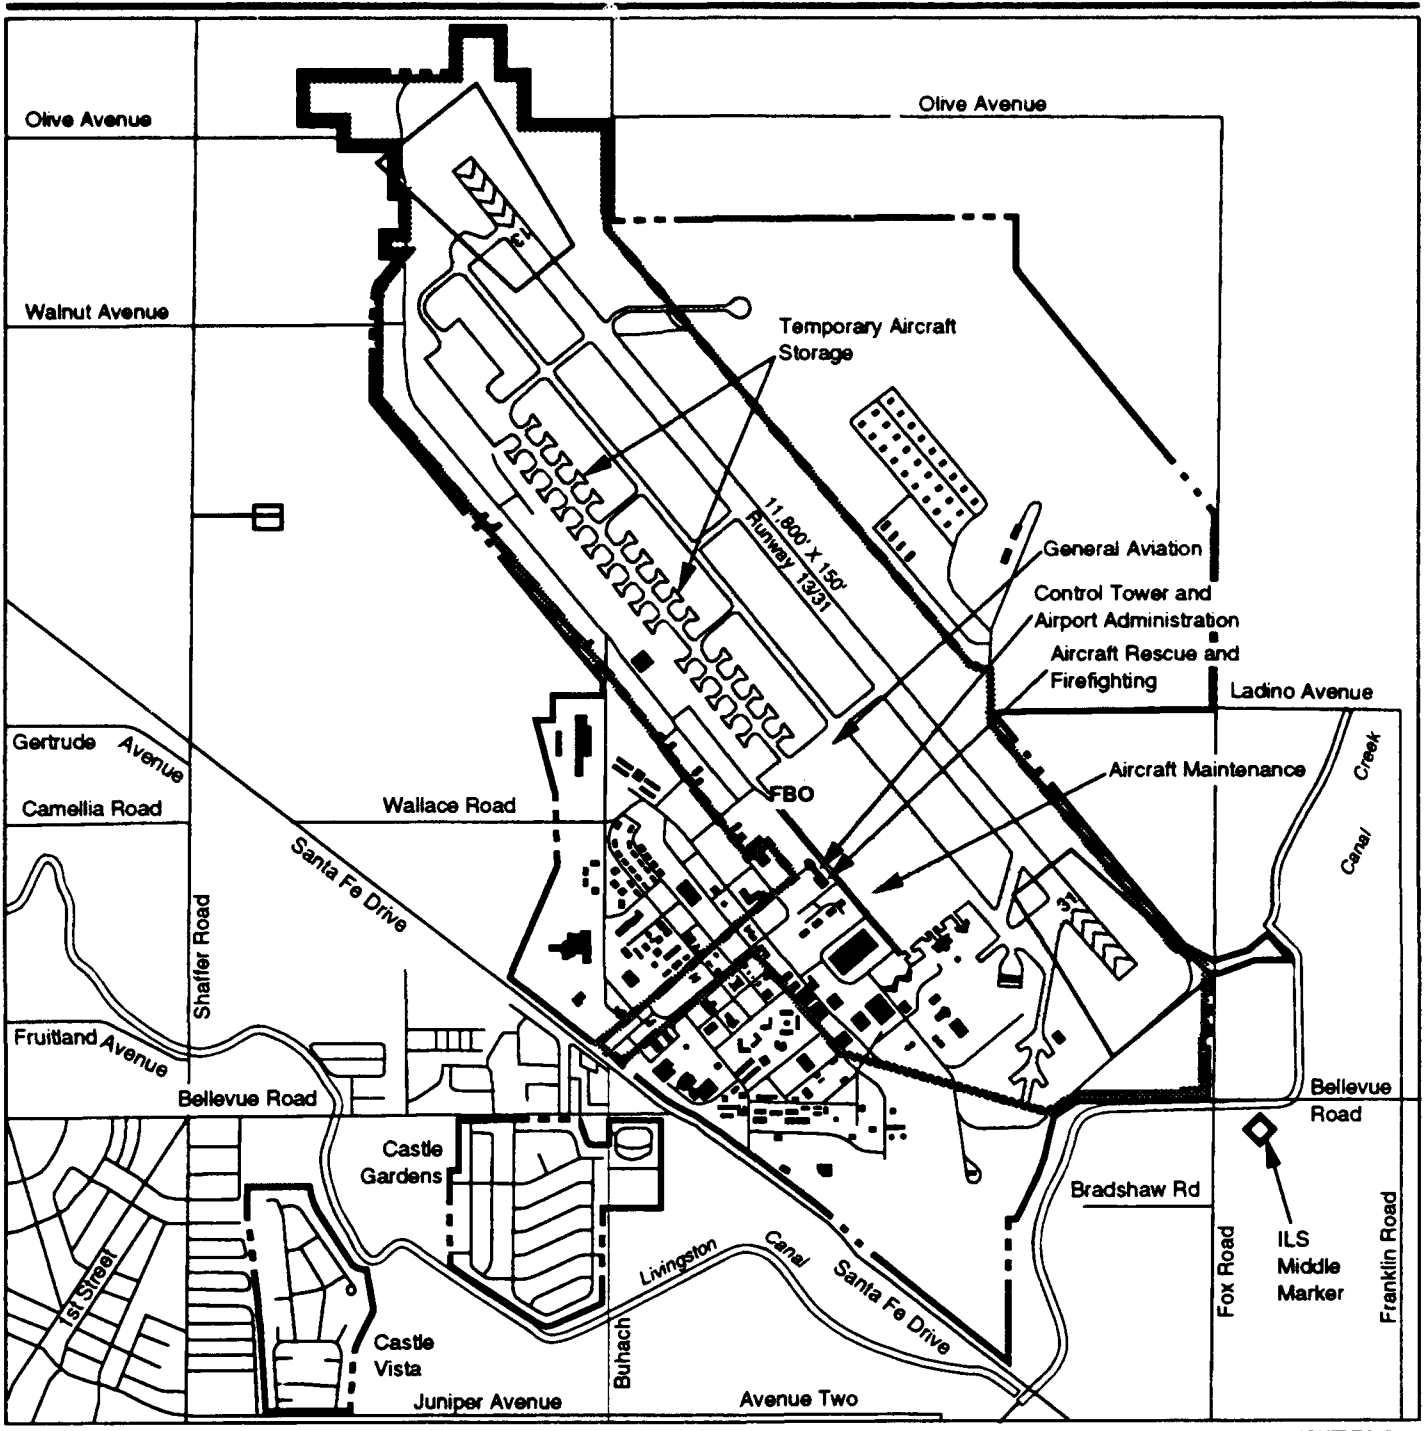 Olive Avenue
Olive Avenue
13
Walnut Avenue
Temporary Aircraft
Storage
11,800' X 150'
Runway 13/31
General Aviation
Control Tower and
Airport Administration
Aircraft Rescue and
Firefighting
Ladino Avenue
Gertrude Avenue
Aircraft Maintenance
Canal Creek
Camellia Road
Wallace Road
FBO
Santa Fe Drive
Shaffer Road
31
Fruitland Avenue
Bellevue Road
Bellevue
Road
Castle
Gardens
Bradshaw Rd
1st Street
Livingston Canal
Santa Fe Drive
Fox Road
ILS
Middle
Marker
Franklin Road
Castle
Vista
Buhach
Juniper Avenue
Avenue Two